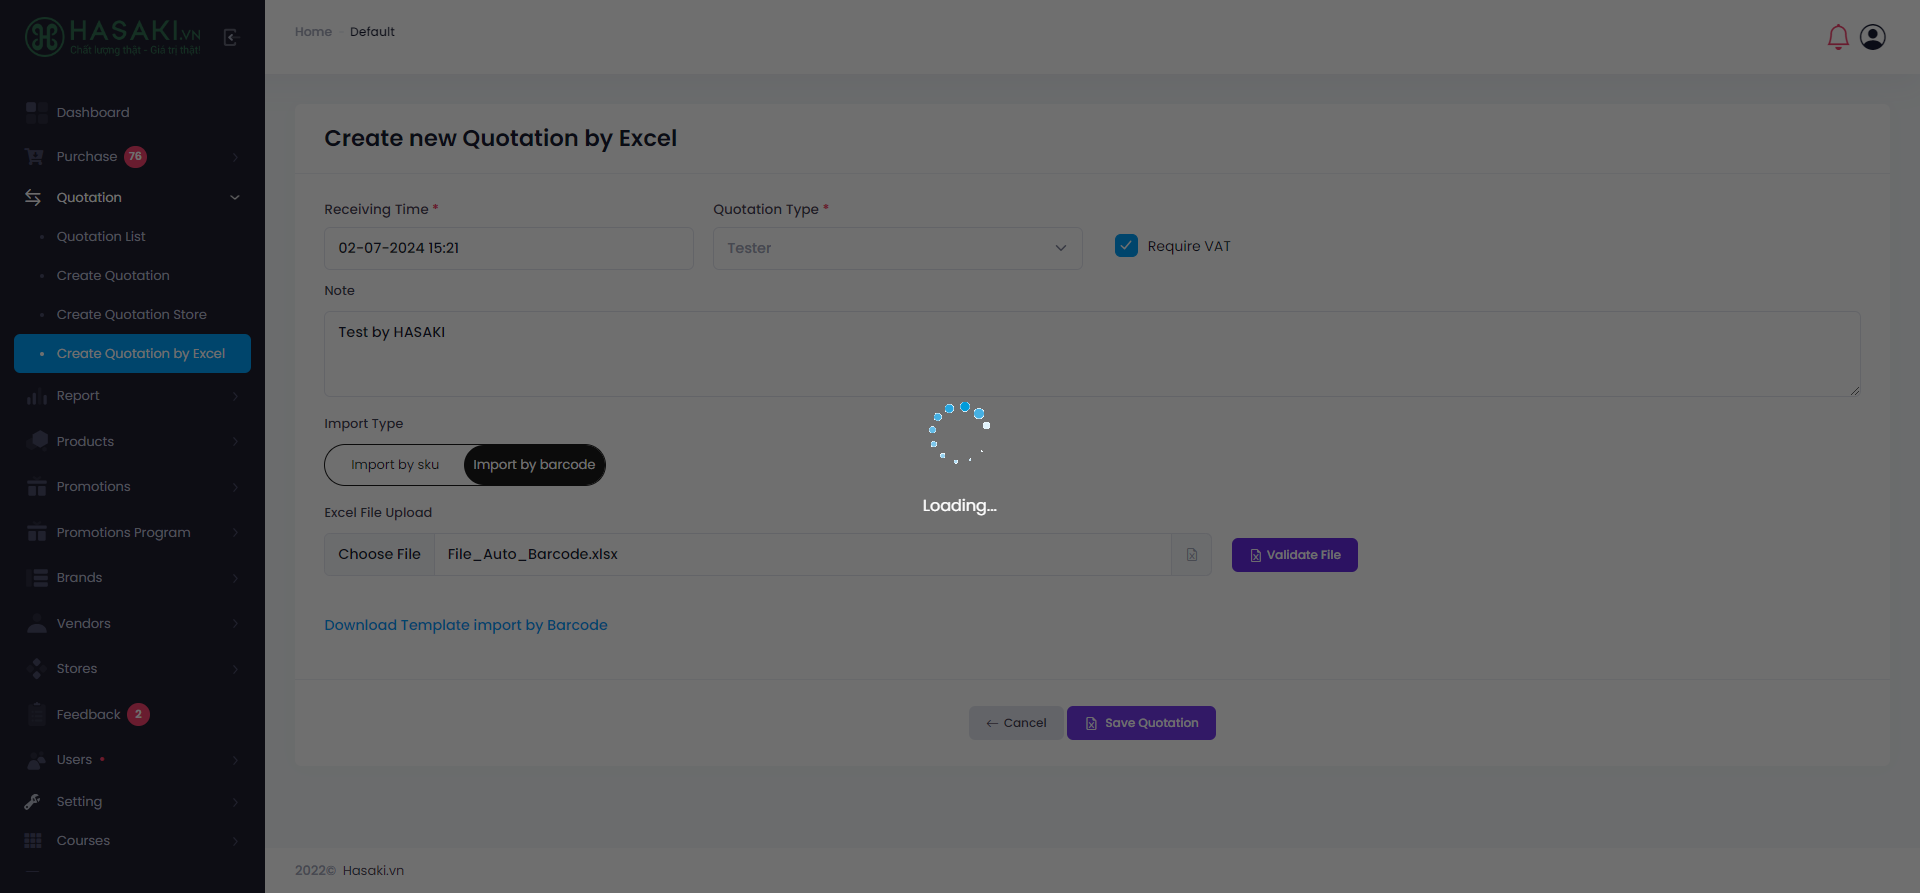 HASAKI.VN
Chất lượng thật - Giá trị thật!
Home - Default
Dashboard
Purchase 76
Quotation
Quotation List
Create Quotation
Create Quotation Store
Create Quotation by Excel
Report
Products
Promotions
Promotions Program
Brands
Vendors
Stores
Feedback 2
Users
Setting
Courses
Create new Quotation by Excel
Receiving Time *
Quotation Type *
02-07-2024 15:21
Tester
Require VAT
Note
Test by HASAKI
Import Type
Import by sku
Import by barcode
Loading...
Excel File Upload
Choose File
File_Auto_Barcode.xlsx
Validate File
Download Template import by Barcode
Cancel
Save Quotation
2022© Hasaki.vn